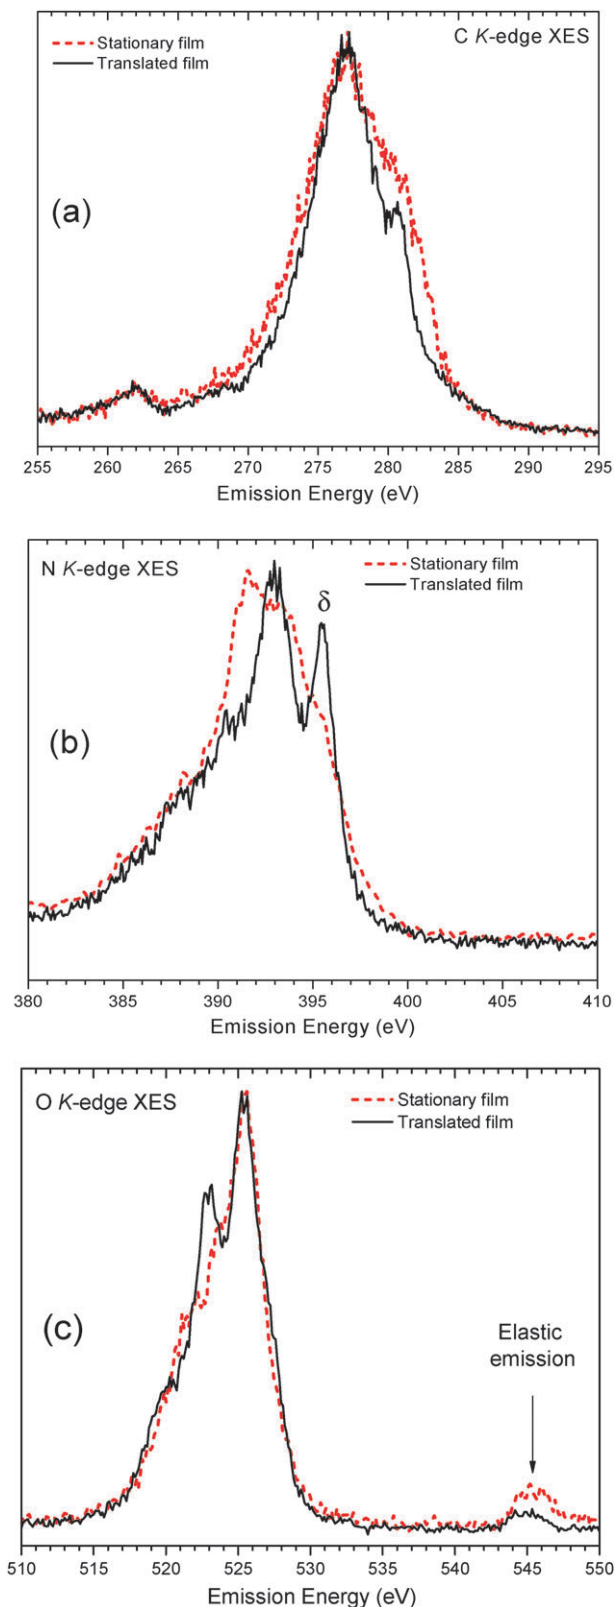 Stationary film
Translated film
C K-edge XES
(a)
255 260 265 270 275 280 285 290 295
Emission Energy (eV)
N K-edge XES
Stationary film
Translated film
δ
(b)
380 385 390 395 400 405 410
Emission Energy (eV)
O K-edge XES
Stationary film
Translated film
(c)
Elastic
emission
510 515 520 525 530 535 540 545 550
Emission Energy (eV)